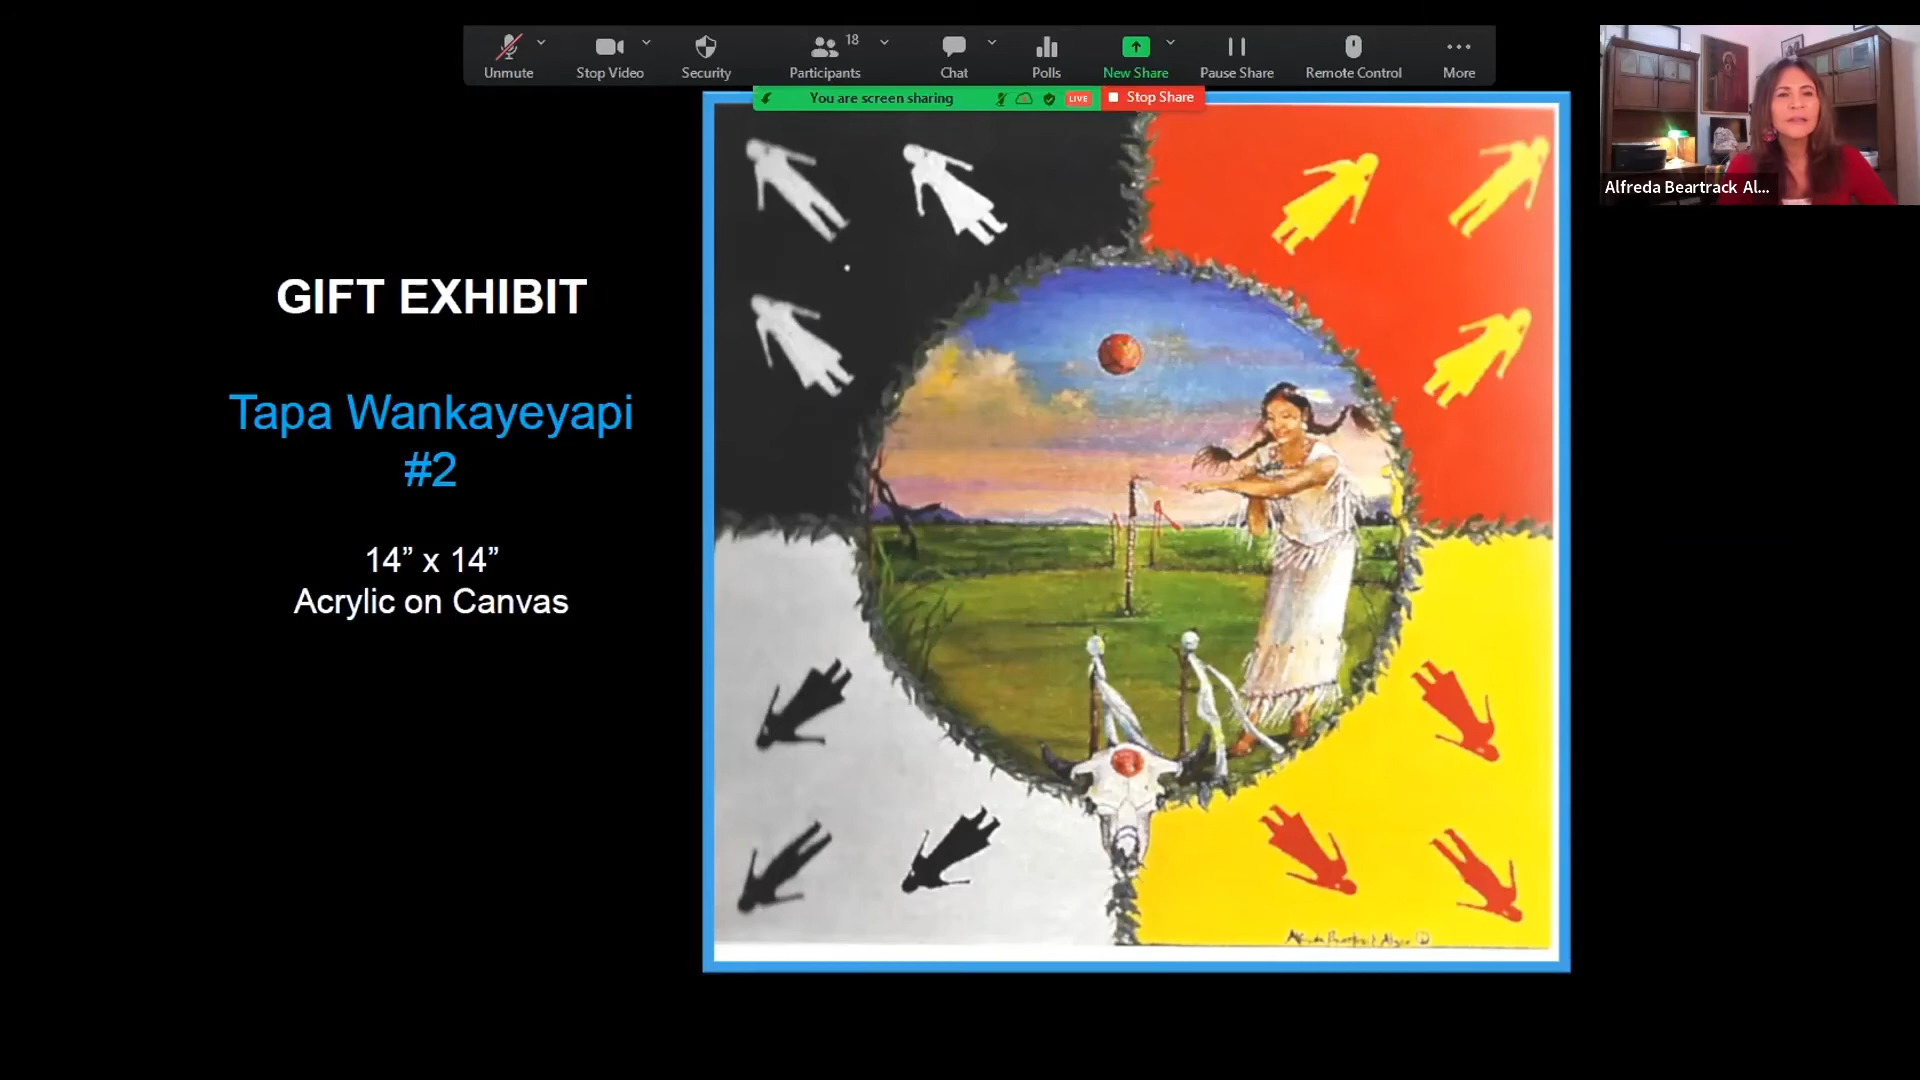 Unmute
Stop Video
Security
Participants
18
Chat
Polls
New Share
Pause Share
Remote Control
More
You are screen sharing
LIVE
Stop Share
Alfreda Beartrack Al...
GIFT EXHIBIT
Tapa Wankayeyapi
#2
14” x 14”
Acrylic on Canvas